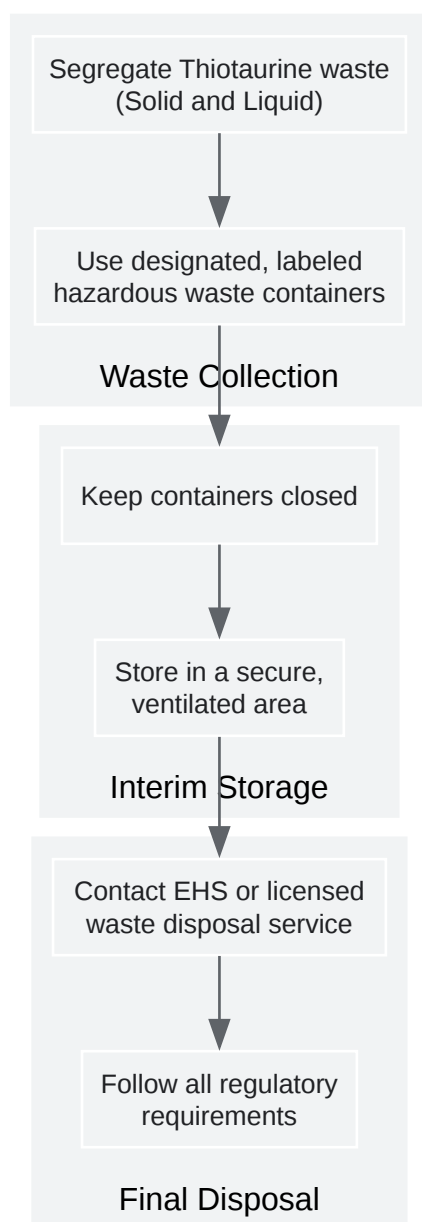 Segregate Thiotaurine waste
(Solid and Liquid)
Use designated, labeled
hazardous waste containers
Waste Collection
Keep containers closed
Store in a secure,
ventilated area
Interim Storage
Contact EHS or licensed
waste disposal service
Follow all regulatory
requirements
Final Disposal